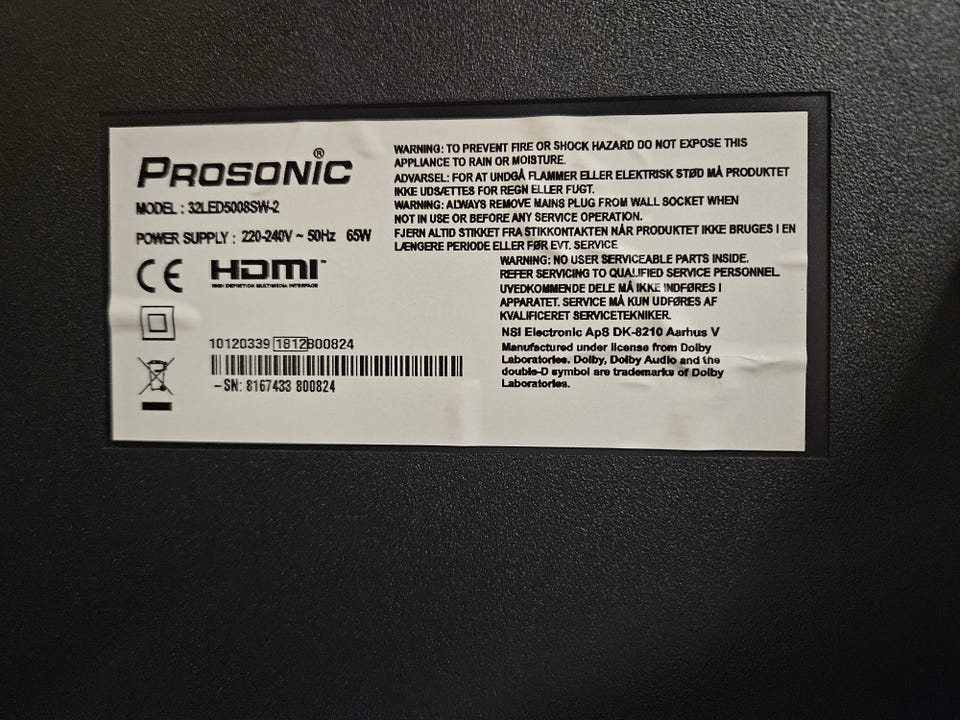 PROSONIC®
MODEL : 32LED5008SW-2
POWER SUPPLY : 220-240V ~ 50Hz 65W
CE HDMI™
HIGH DEFINITION MULTIMEDIA INTERFACE
10120339 1812 800824
-SN: 8167433 800824
WARNING: TO PREVENT FIRE OR SHOCK HAZARD DO NOT EXPOSE THIS
APPLIANCE TO RAIN OR MOISTURE.
ADVARSEL: FOR AT UNDGÅ FLAMMER ELLER ELEKTRISK STØD MÅ PRODUKTET
IKKE UDSÆTTES FOR REGN ELLER FUGT.
WARNING: ALWAYS REMOVE MAINS PLUG FROM WALL SOCKET WHEN
NOT IN USE OR BEFORE ANY SERVICE OPERATION.
FJERN ALTID STIKKET FRA STIKKONTAKTEN NÅR PRODUKTET IKKE BRUGES I EN
LÆNGERE PERIODE ELLER FØR EVT. SERVICE
WARNING: NO USER SERVICEABLE PARTS INSIDE.
REFER SERVICING TO QUALIFIED SERVICE PERSONNEL.
UVEDKOMMENDE DELE MÅ IKKE INDFØRES I
APPARATET. SERVICE MÅ KUN UDFØRES AF
KVALIFICERET SERVICETEKNIKER.
NSI Electronic ApS DK-8210 Aarhus V
Manufactured under license from Dolby
Laboratories. Dolby, Dolby Audio and the
double-D symbol are trademarks of Dolby
Laboratories.